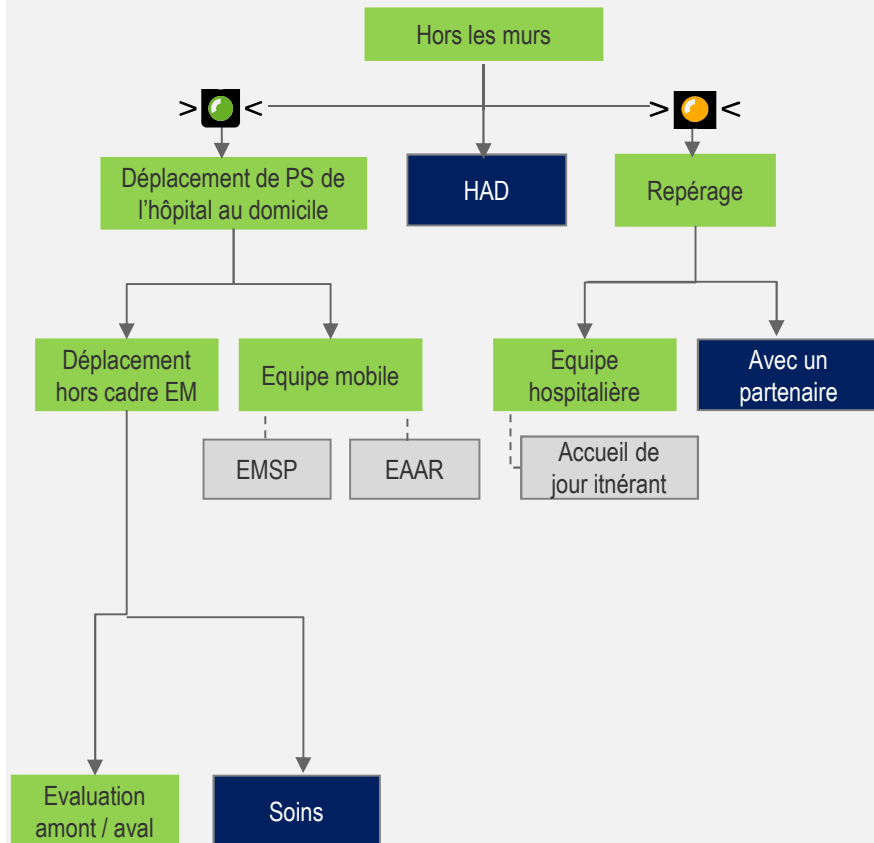 Hors les murs
> <
> <
Déplacement de PS de
l'hôpital au domicile
HAD
Repérage
Déplacement
hors cadre EM
Equipe mobile
Equipe
hospitalière
Avec un
partenaire
EMSP
EAAR
Accueil de
jour itnérant
Evaluation
amont / aval
Soins